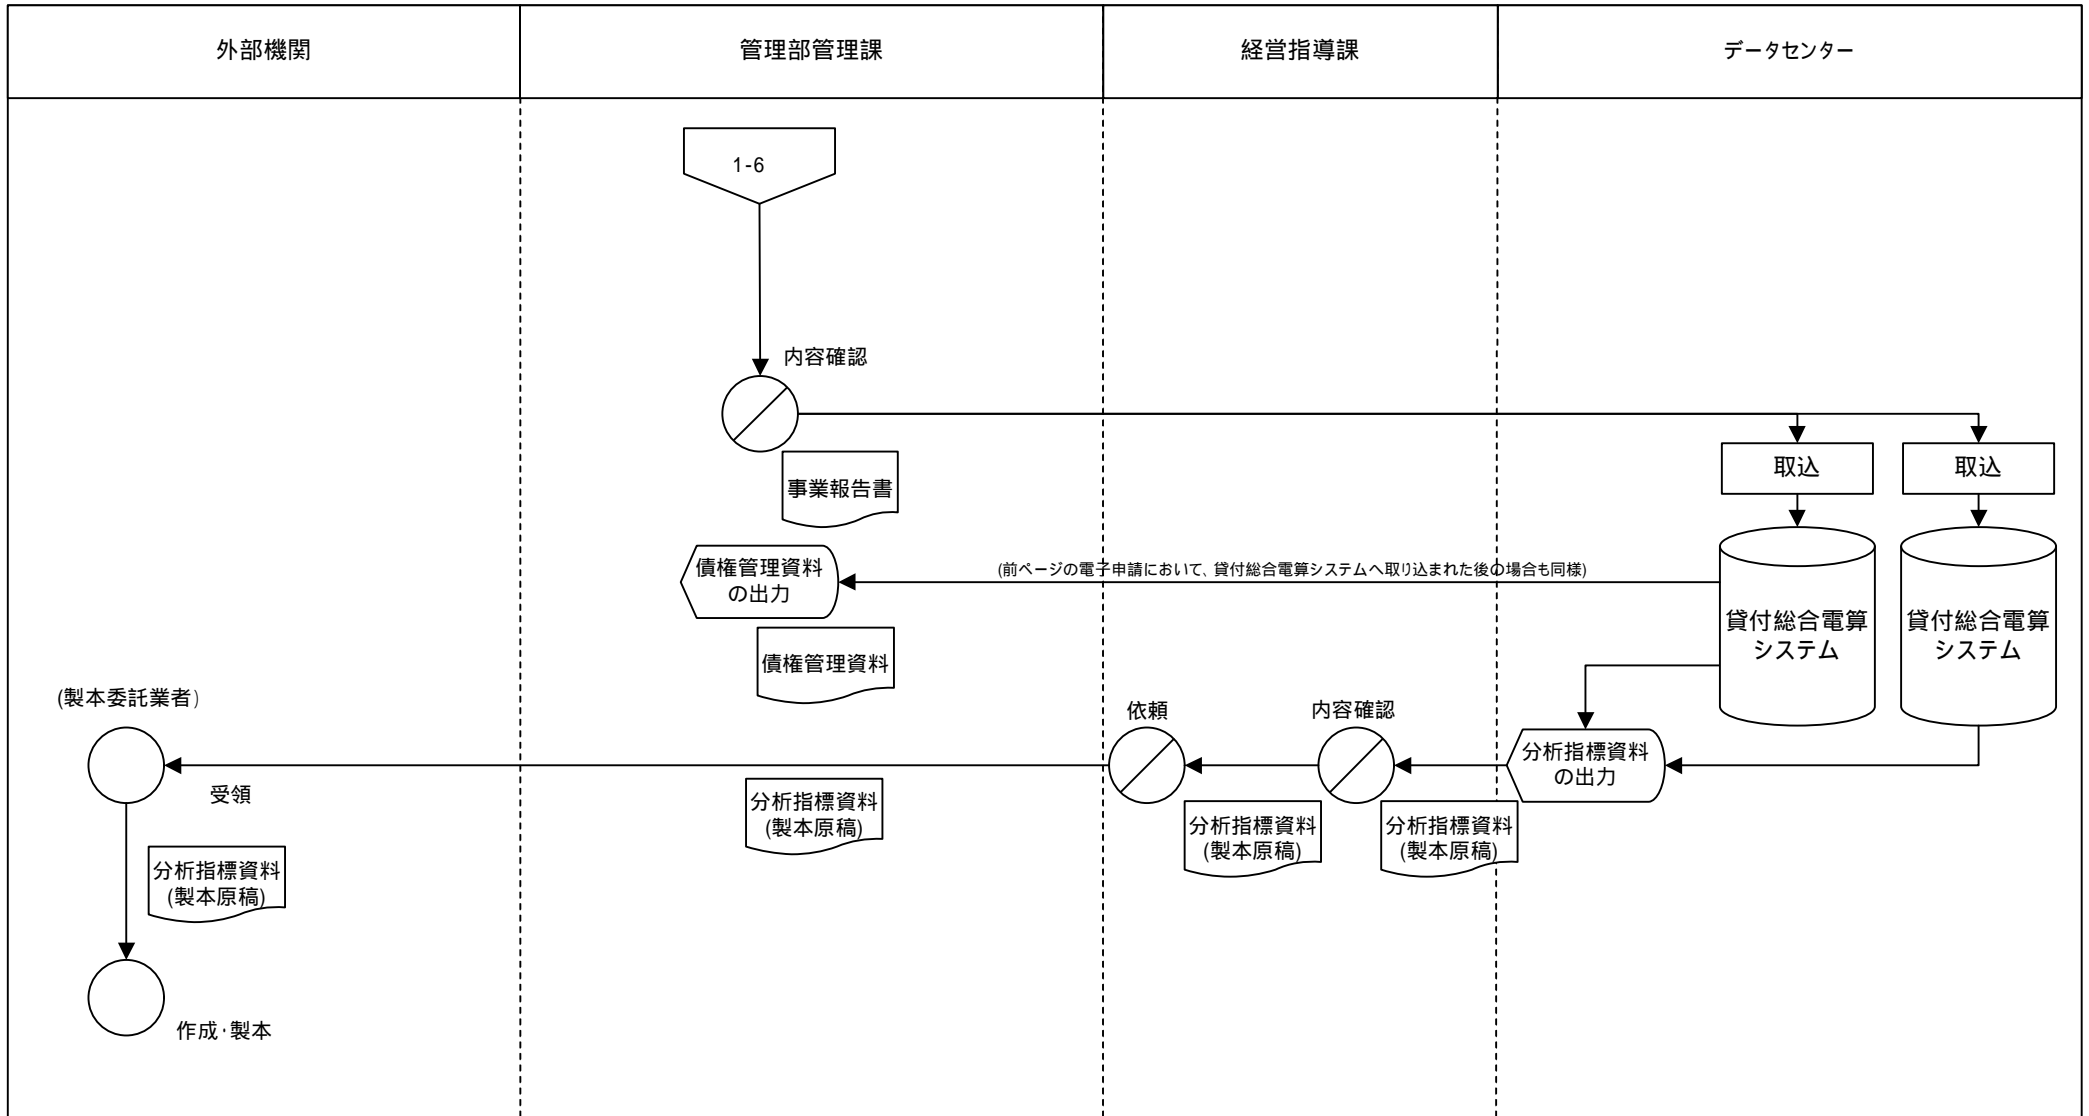 外部機関
管理部管理課
経営指導課
データセンター
1-6
内容確認
事業報告書
取込
取込
債権管理資料
の出力
(前ページの電子申請において、貸付総合電算システムへ取り込まれた後の場合も同様)
債権管理資料
貸付総合電算
システム
貸付総合電算
システム
(製本委託業者)
受領
依頼
内容確認
分析指標資料
の出力
分析指標資料
(製本原稿)
分析指標資料
(製本原稿)
分析指標資料
(製本原稿)
分析指標資料
(製本原稿)
作成・製本